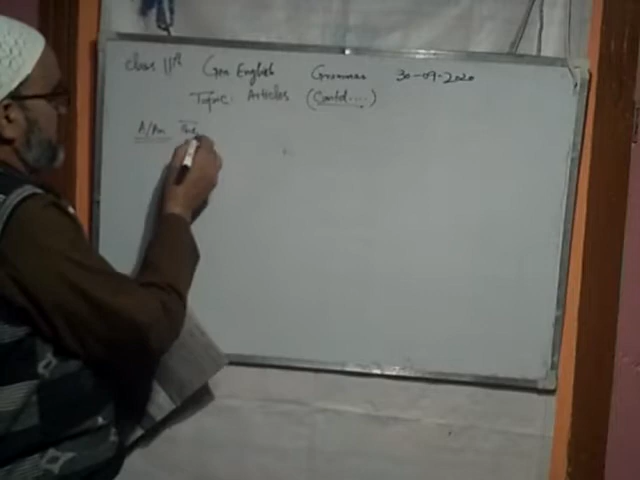 Class 11th Gen English Grammar 30-09-2020
Topic: Articles (Contd....)
A/An The